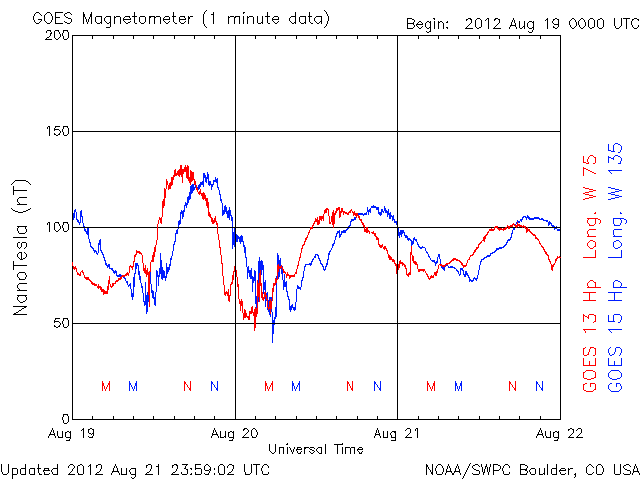 GOES Magnetometer (1 minute data)
Begin: 2012 Aug 19 0000 UTC
200
150
100
50
0
NanoTesla (nT)
M M N N M M N N M M N N
Aug 19 Aug 20 Aug 21 Aug 22
Universal Time
GOES 13 Hp Long. W 75
GOES 15 Hp Long. W 135
Updated 2012 Aug 21 23:59:02 UTC
NOAA/SWPC Boulder, CO USA